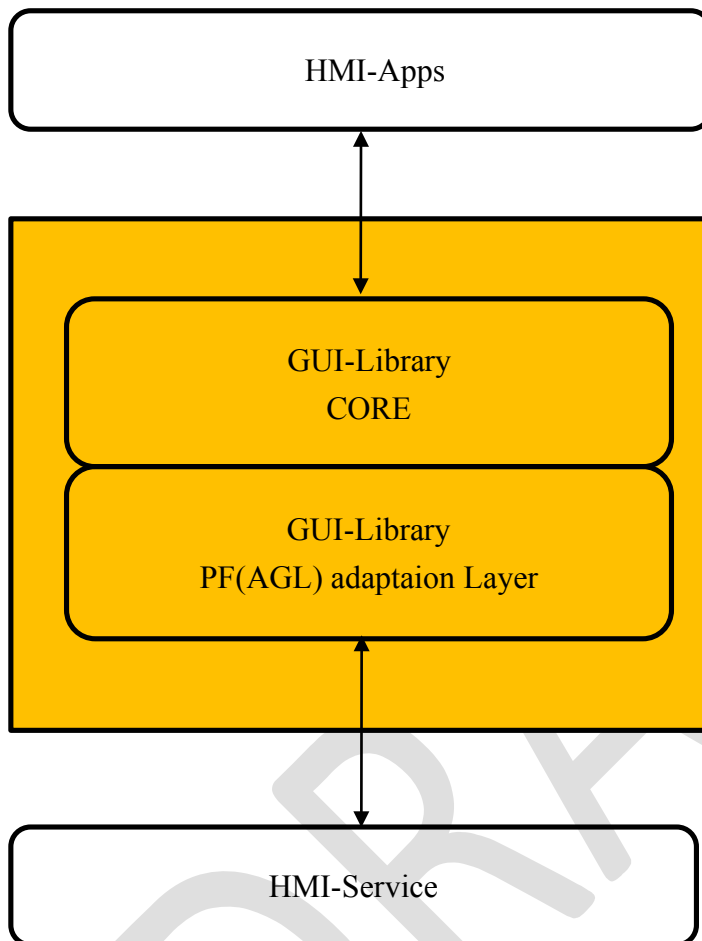 HMI-Apps
GUI-Library
CORE
GUI-Library
PF(AGL) adaptaion Layer
HMI-Service